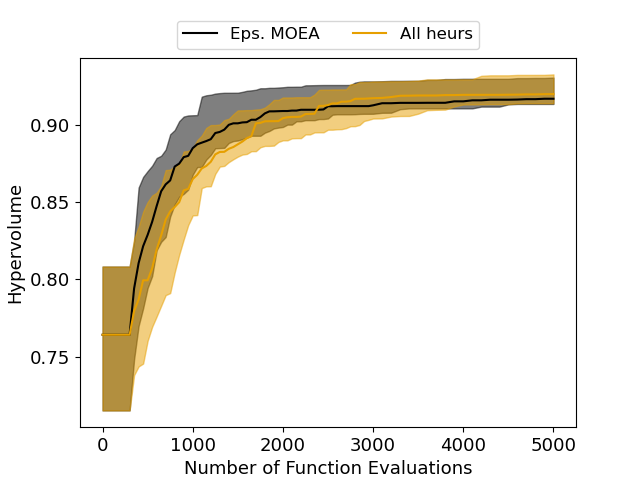 Eps. MOEA All heurs
0.90
0.85
0.80
0.75
Hypervolume
0 1000 2000 3000 4000 5000
Number of Function Evaluations